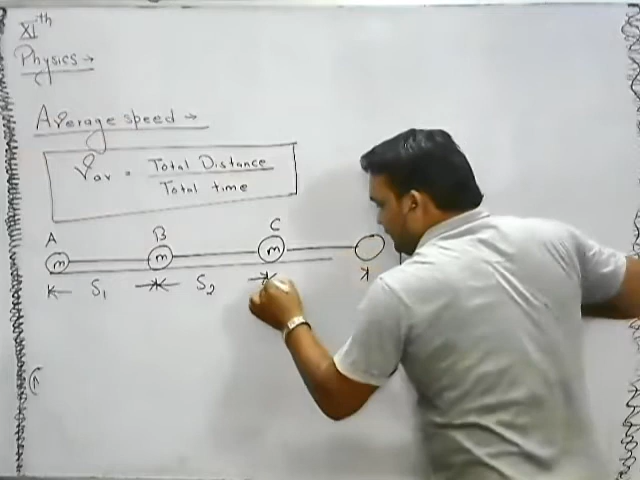 XIth
Physics →
Average speed →
Vav = Total Distance / Total time
A B C
m m m
S1 S2